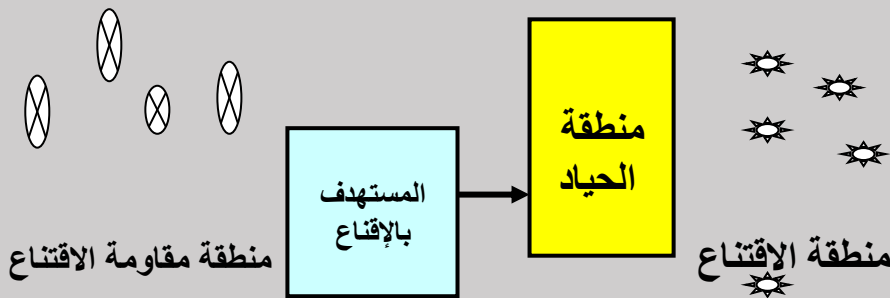 منطقة
الحياد
المستهدف
بالإقناع
منطقة الاقتناع
منطقة مقاومة الاقتناع